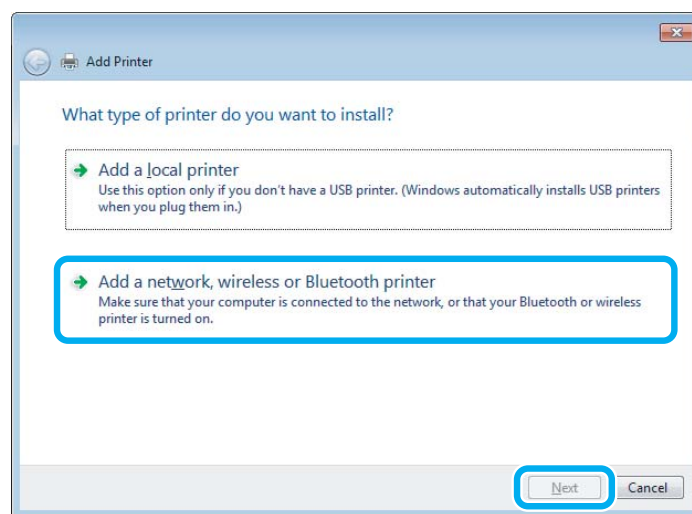 Add Printer
What type of printer do you want to install?
Add a local printer
Use this option only if you don't have a USB printer. (Windows automatically installs USB printers
when you plug them in.)
Add a network, wireless or Bluetooth printer
Make sure that your computer is connected to the network, or that your Bluetooth or wireless
printer is turned on.
Next Cancel